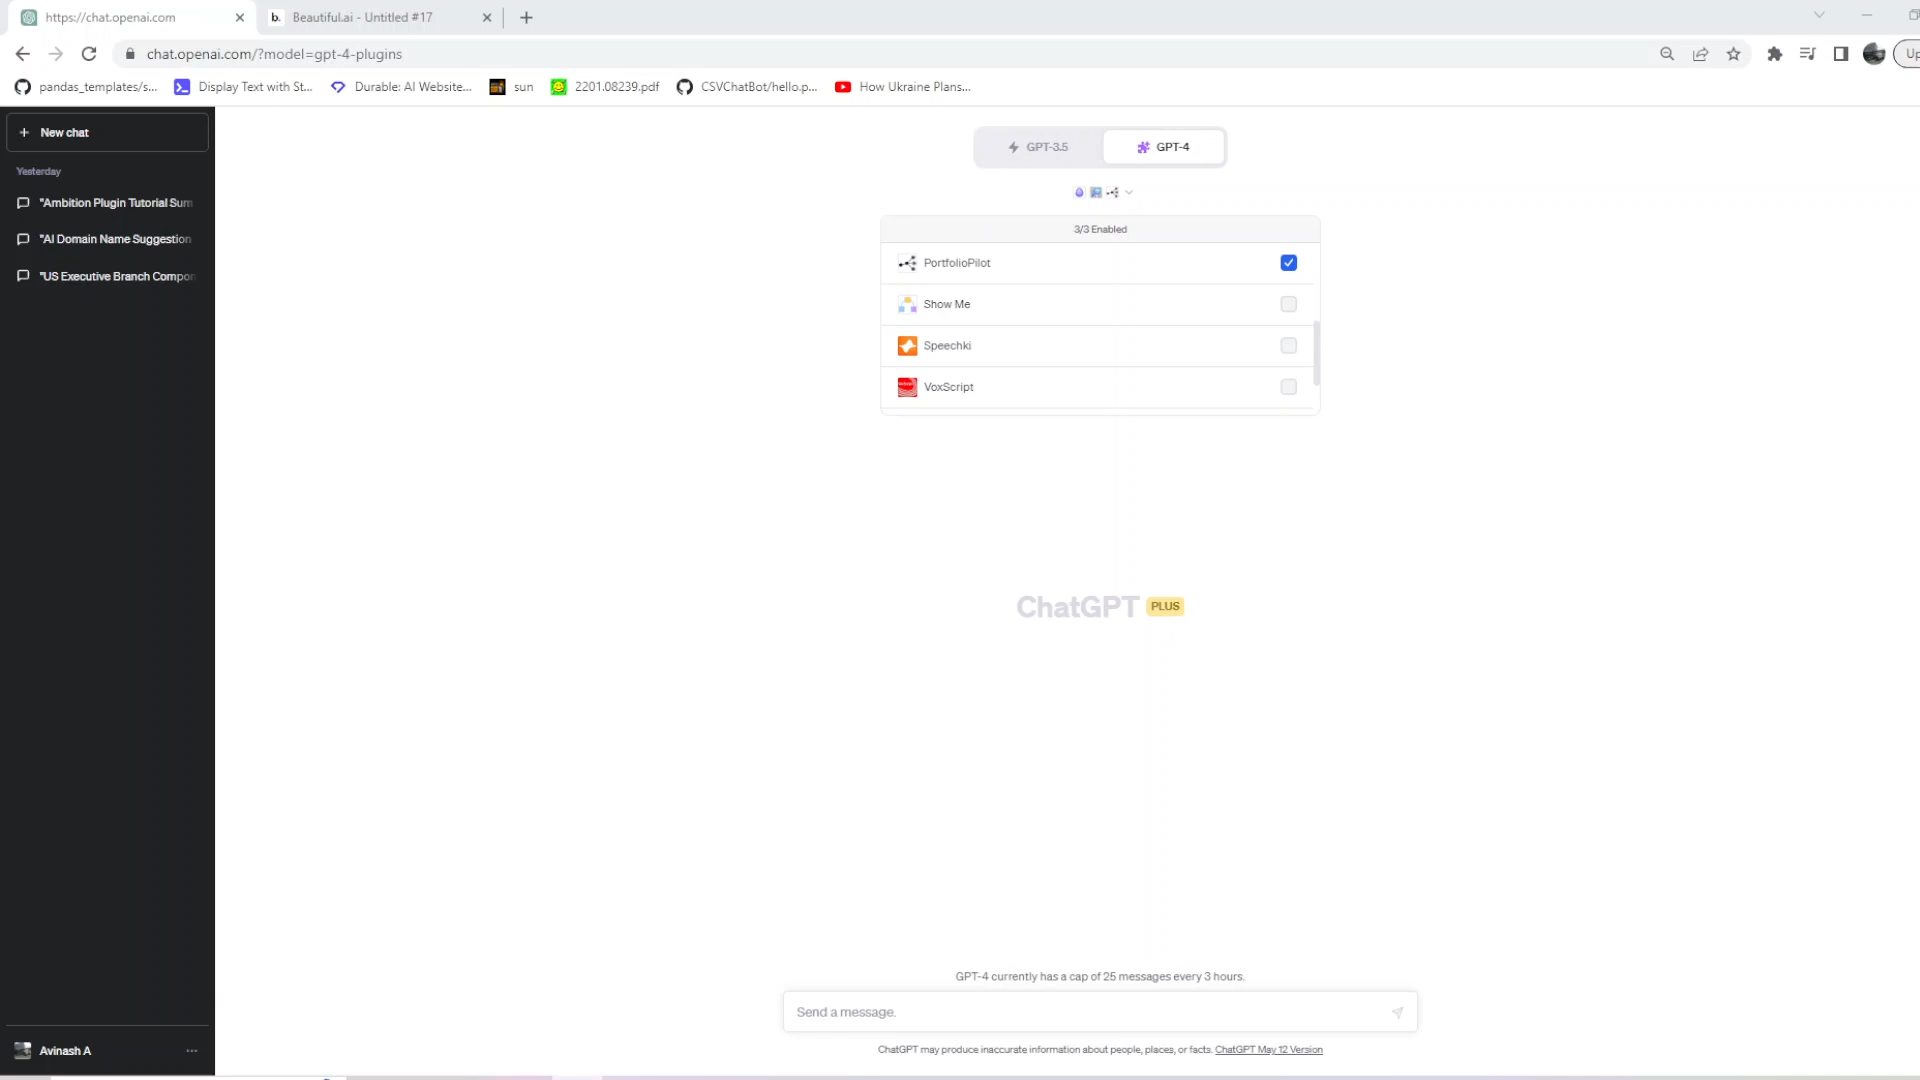 https://chat.openai.com
b. Beautiful.ai - Untitled #17
chat.openai.com/?model=gpt-4-plugins
pandas_templates/s...
Display Text with St...
Durable: AI Website...
sun
2201.08239.pdf
CSVChatBot/hello.p...
How Ukraine Plans...
New chat
Yesterday
"Ambition Plugin Tutorial Sum
"AI Domain Name Suggestion
"US Executive Branch Compon
GPT-3.5
GPT-4
3/3 Enabled
PortfolioPilot
Show Me
Speechki
VoxScript
ChatGPT PLUS
GPT-4 currently has a cap of 25 messages every 3 hours.
Send a message.
ChatGPT may produce inaccurate information about people, places, or facts. ChatGPT May 12 Version
Avinash A